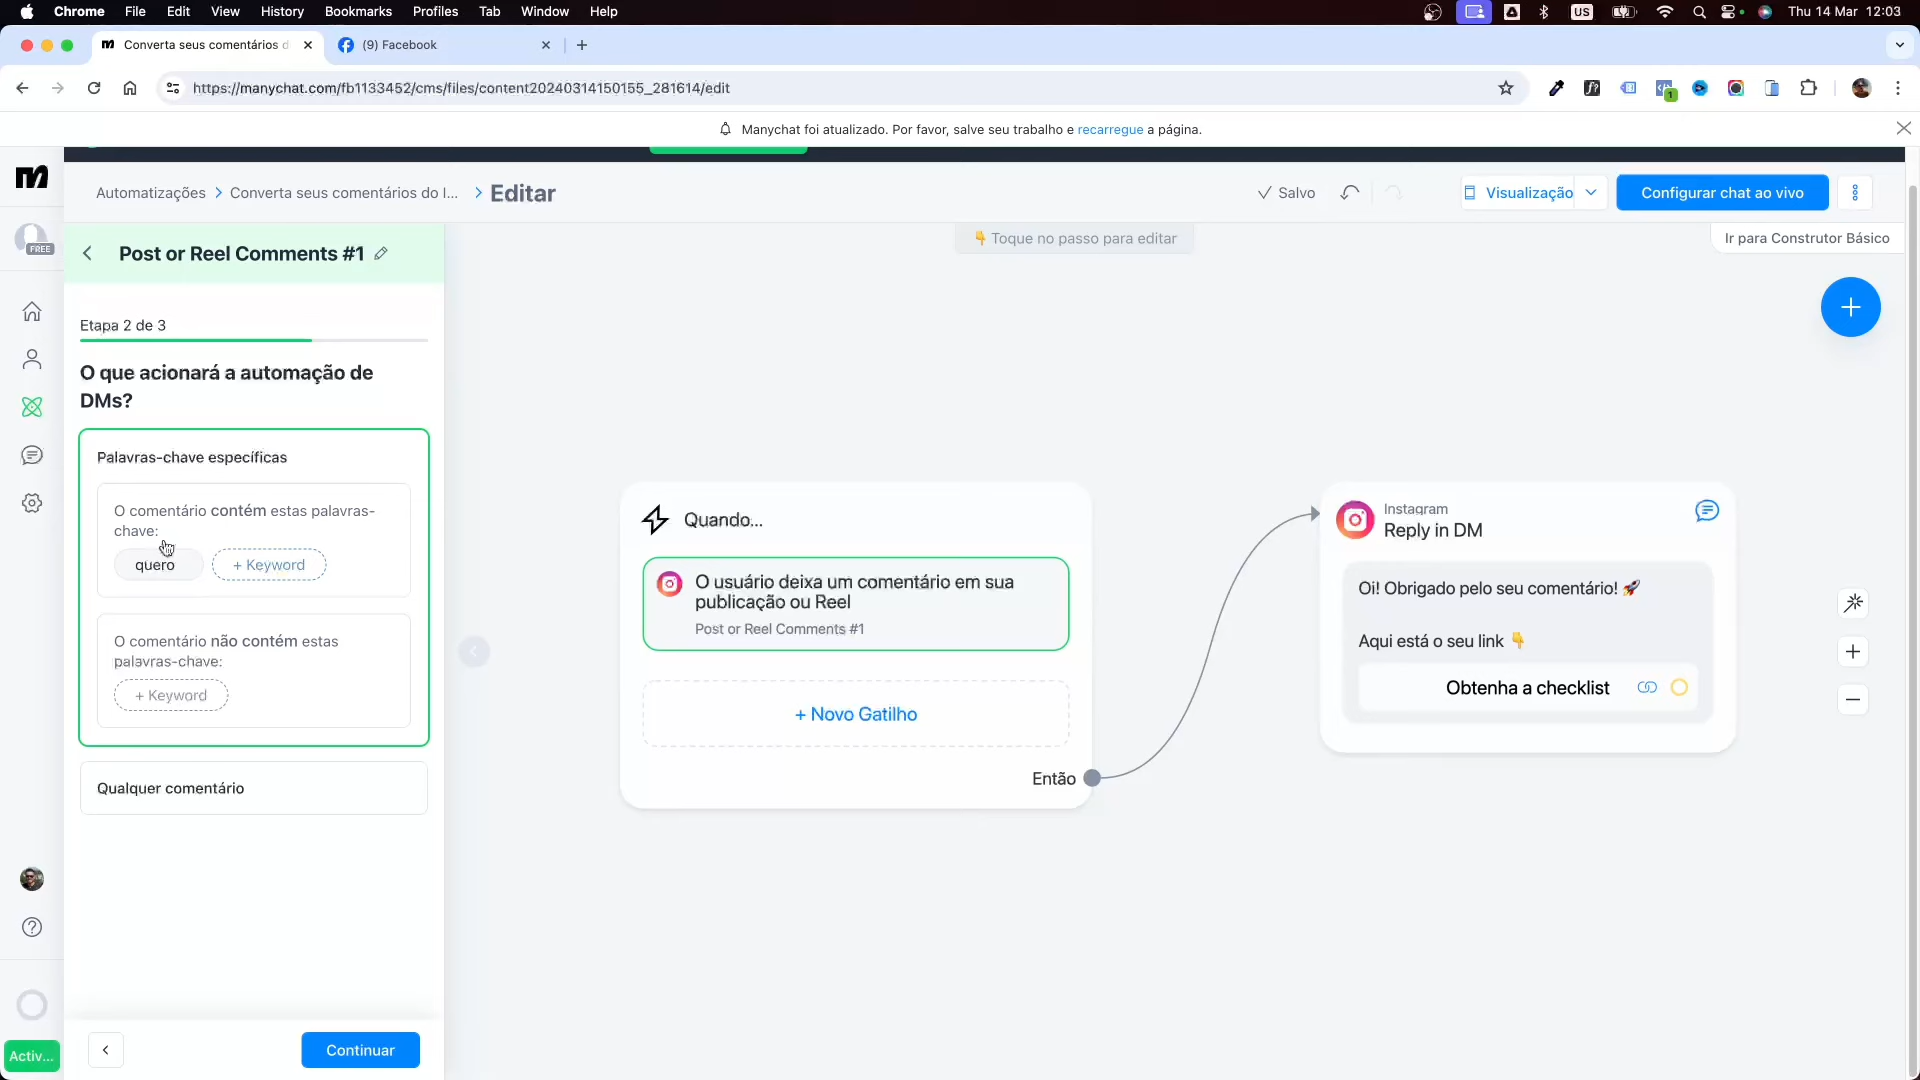 Chrome File Edit View History Bookmarks Profiles Tab Window Help
US
Thu 14 Mar 12:03
Converta seus comentários d
(9) Facebook
https://manychat.com/fb1133452/cms/files/content20240314150155_281614/edit
1
Manychat foi atualizado. Por favor, salve seu trabalho e recarregue a página.
FREE
Automatizações
Converta seus comentários do I...
Editar
Salvo
Visualização
Configurar chat ao vivo
Post or Reel Comments #1
👇 Toque no passo para editar
Ir para Construtor Básico
Etapa 2 de 3
O que acionará a automação de
DMs?
Palavras-chave específicas
O comentário contém estas palavras-
chave:
quero
+ Keyword
O comentário não contém estas
palavras-chave:
+ Keyword
Qualquer comentário
Continuar
Activ...
Quando...
O usuário deixa um comentário em sua
publicação ou Reel
Post or Reel Comments #1
+ Novo Gatilho
Então
Instagram
Reply in DM
Oi! Obrigado pelo seu comentário! 🚀
Aqui está o seu link 👇
Obtenha a checklist